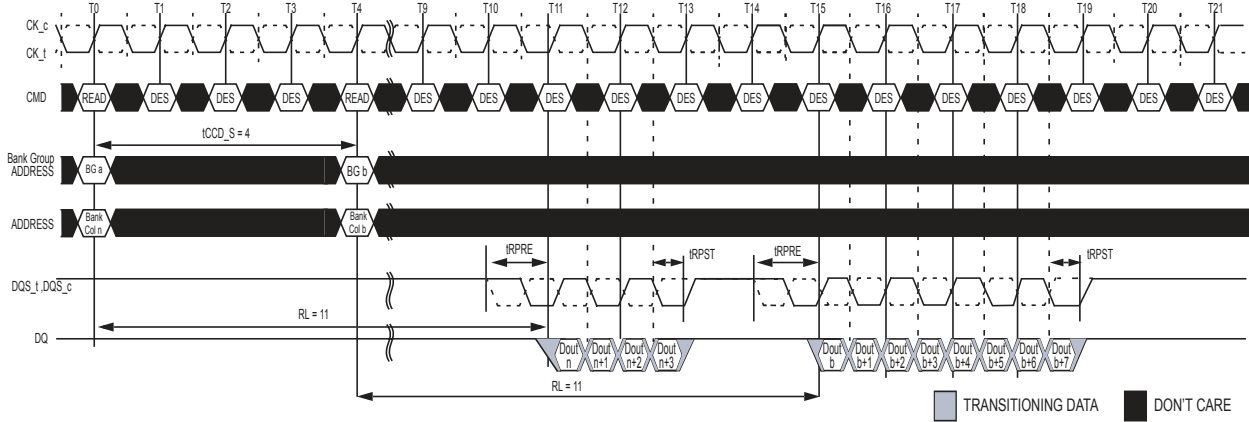 T0 T1 T2 T3 T4 T9 T10 T11 T12 T13 T14 T15 T16 T17 T18 T19 T20 T21
CK_c
CK_t
CMD READ DES DES DES READ DES DES DES DES DES DES DES DES DES DES DES DES DES
tCCD_S = 4
Bank Group
ADDRESS
BG a BG b
ADDRESS
Bank
Col n
Bank
Col b
tRPRE tRPST tRPRE tRPST
DQS_t ,DQS_c
RL = 11
DQ
Dout
n
Dout
n+1
Dout
n+2
Dout
n+3
Dout
b
Dout
b+1
Dout
b+2
Dout
b+3
Dout
b+4
Dout
b+5
Dout
b+6
Dout
b+7
RL = 11
TRANSITIONING DATA DON'T CARE